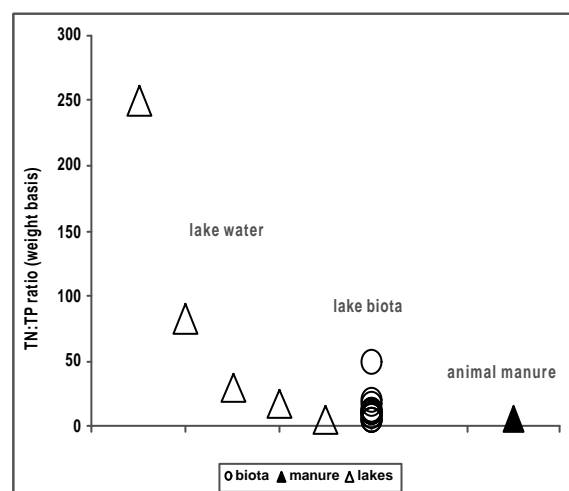 300
250
200
150
100
50
0
TN:TP ratio (weight basis)
lake water
lake biota
animal manure
biota manure lakes